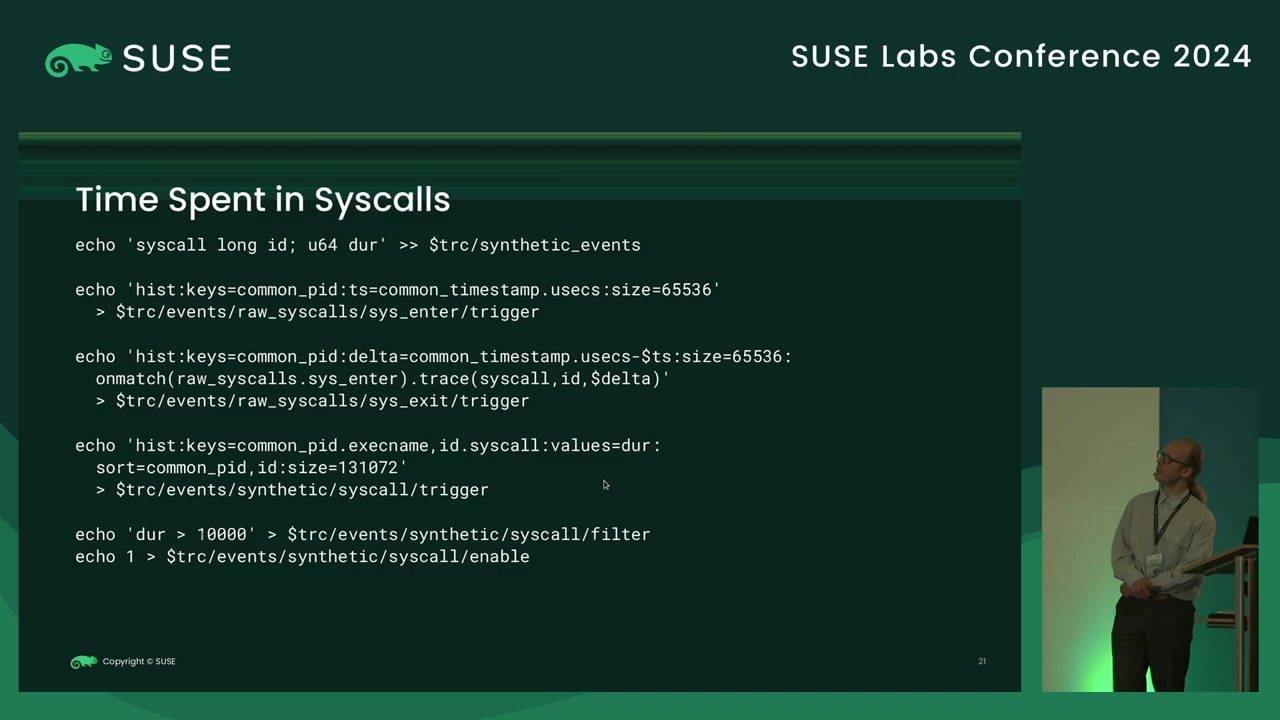 SUSE
SUSE Labs Conference 2024
Time Spent in Syscalls
echo 'syscall long id; u64 dur' >> $trc/synthetic_events
echo 'hist:keys=common_pid:ts=common_timestamp.usecs:size=65536'
> $trc/events/raw_syscalls/sys_enter/trigger
echo 'hist:keys=common_pid:delta=common_timestamp.usecs-$ts:size=65536:
onmatch(raw_syscalls.sys_enter).trace(syscall,id,$delta)'
> $trc/events/raw_syscalls/sys_exit/trigger
echo 'hist:keys=common_pid.execname,id.syscall:values=dur:
sort=common_pid,id:size=131072'
> $trc/events/synthetic/syscall/trigger
echo 'dur > 10000' > $trc/events/synthetic/syscall/filter
echo 1 > $trc/events/synthetic/syscall/enable
Copyright © SUSE
21